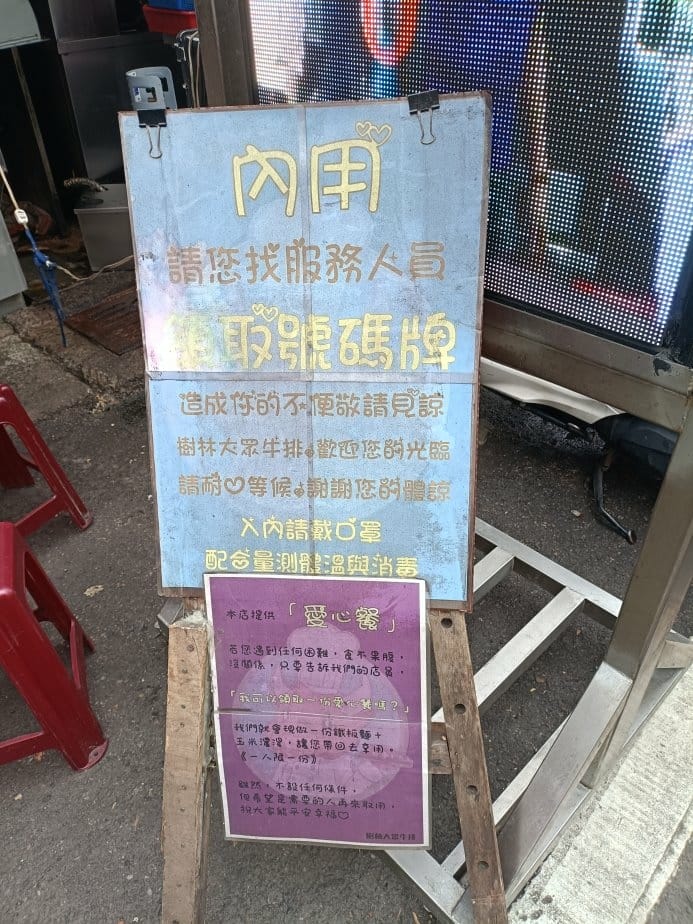 內用
請您找服務人員
領取號碼牌
造成你的不便敬請見諒
樹林大眾牛排 歡迎您的光臨
請耐♡等候 謝謝您的體諒
入內請戴口罩
配合量測體溫與消毒
本店提供「愛心餐」
若您遇到任何困難,食不果腹,
沒關係,只要告訴我們的店員,
「我可以領取一份愛心餐嗎?」
我們就會現做一份鐵板麵+
玉米濃湯,讓您帶回去享用。
《一人限一份》
雖然,不設任何條件,
但希望是需要的人再來取用,
祝大家能平安幸福♡
樹林大眾牛排